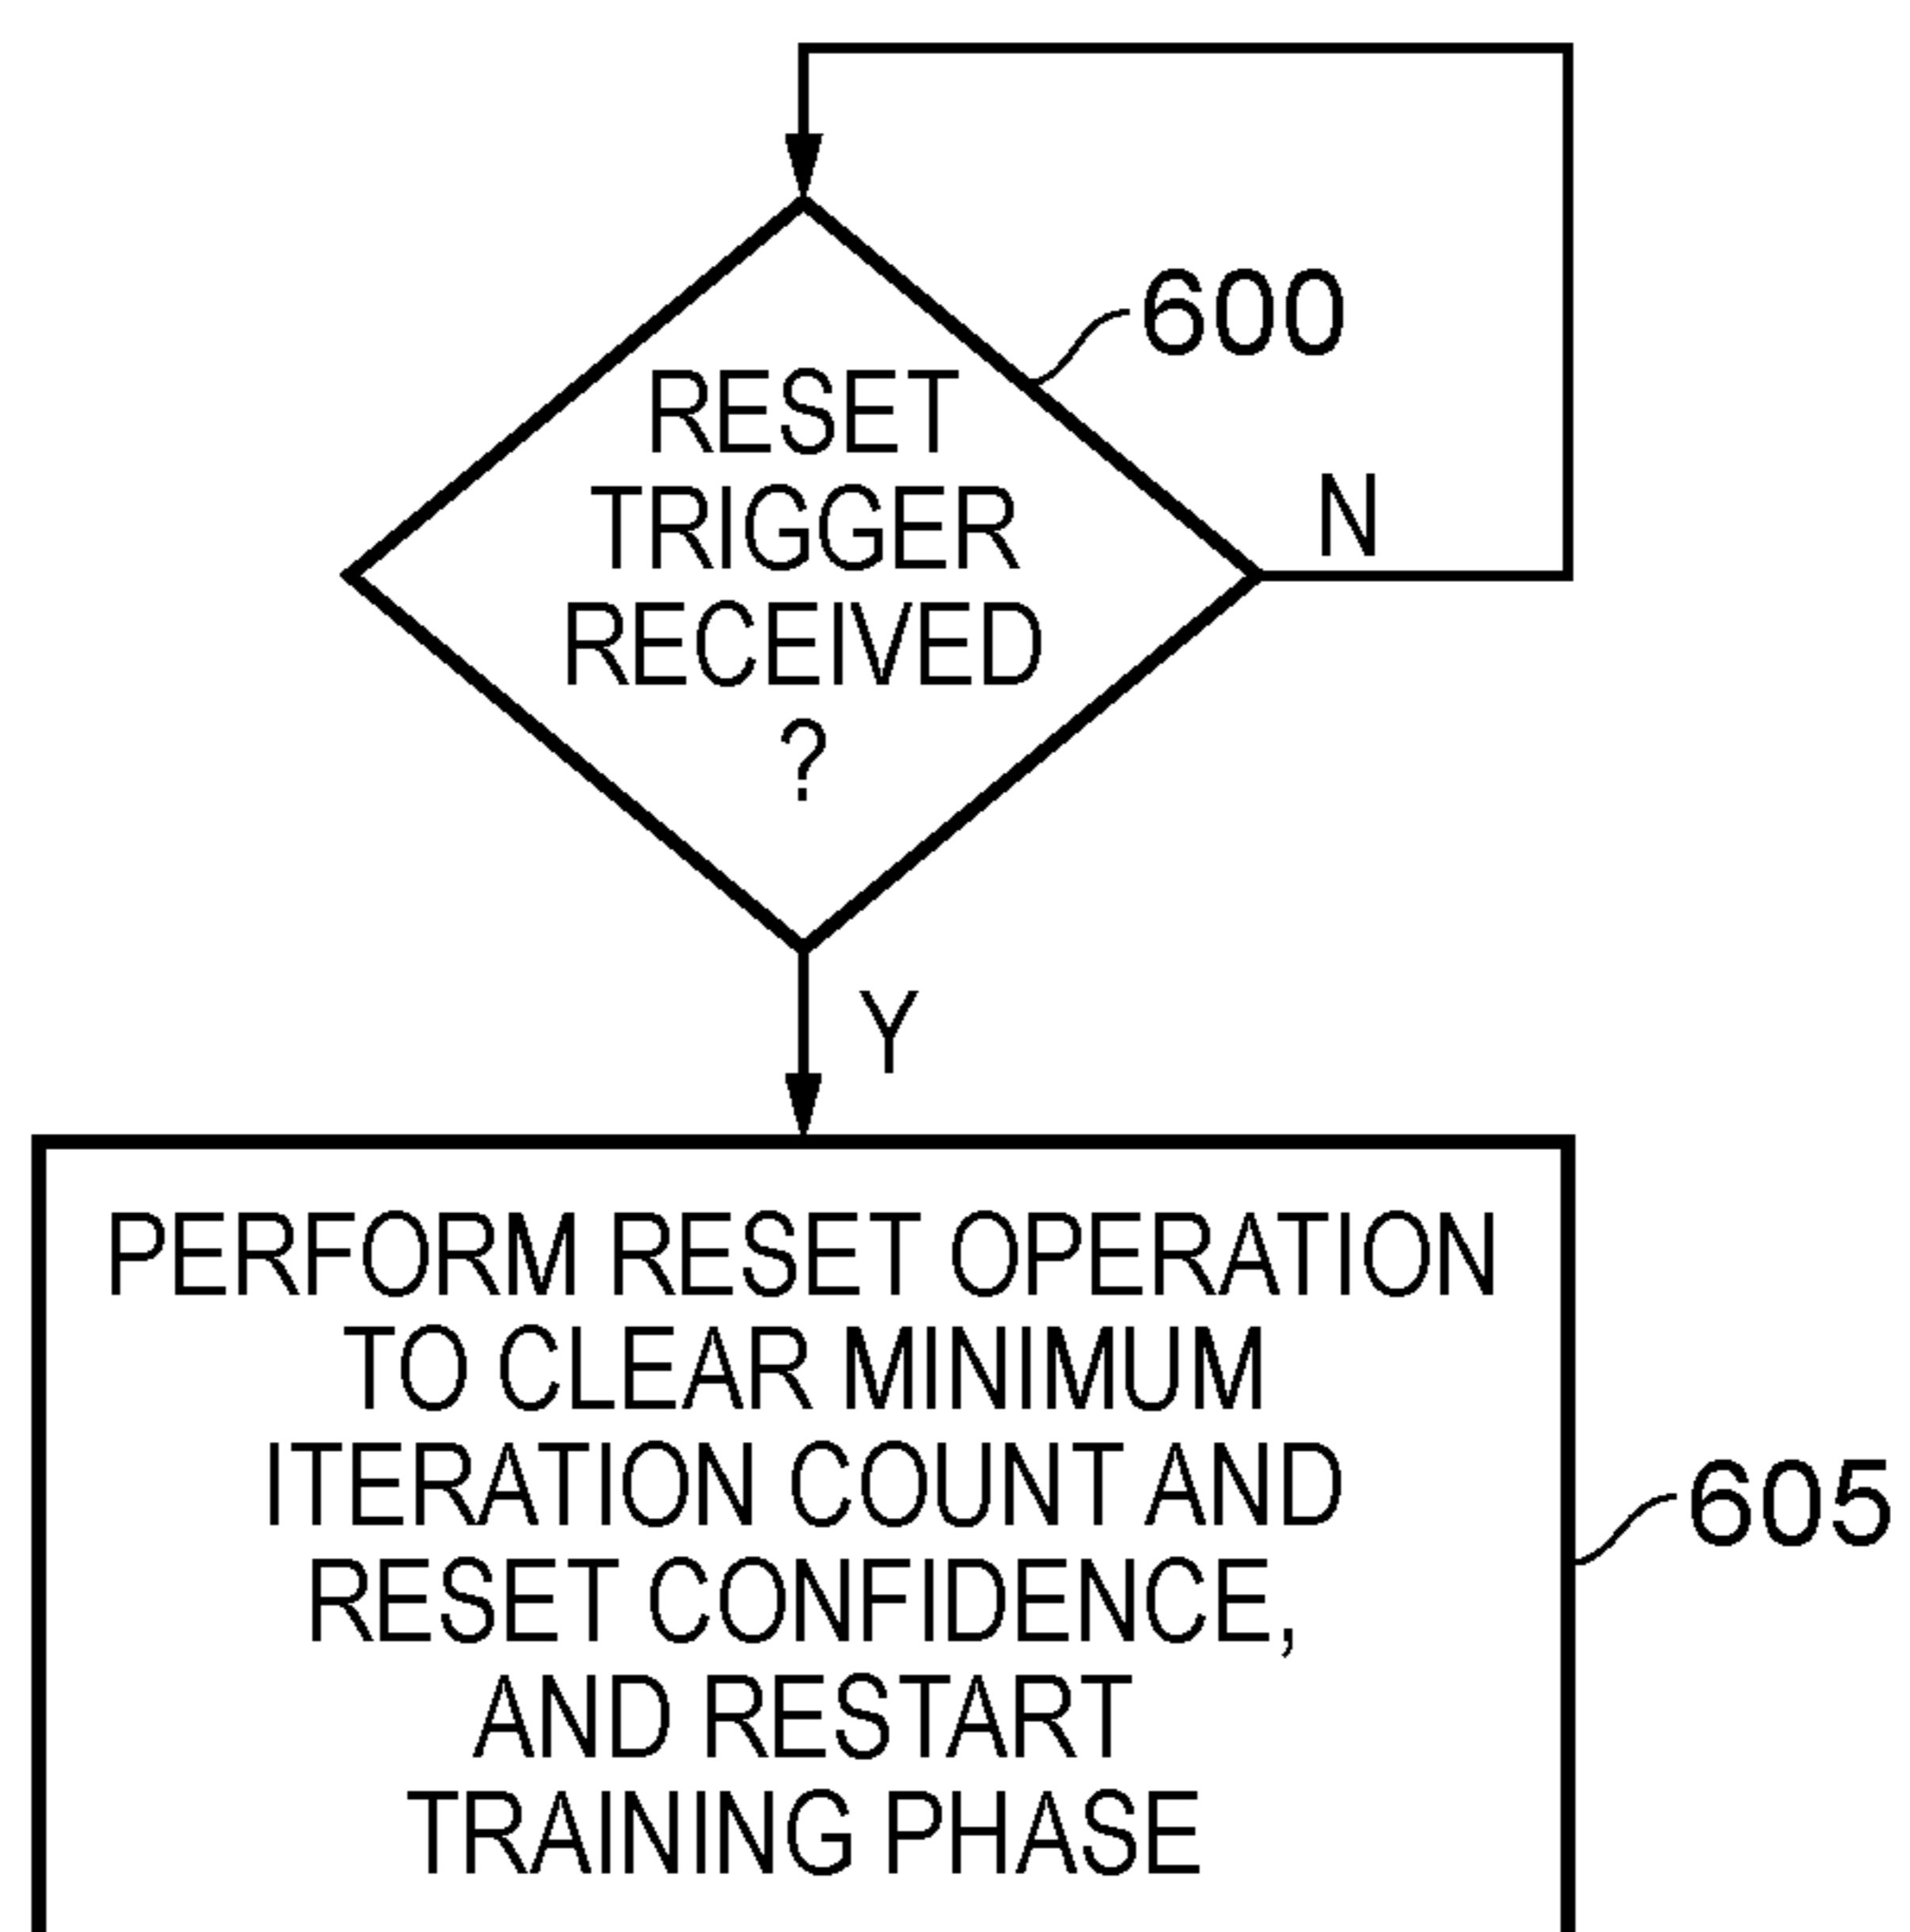 600
RESET
TRIGGER
RECEIVED
?
N
Y
PERFORM RESET OPERATION
TO CLEAR MINIMUM
ITERATION COUNT AND
RESET CONFIDENCE,
AND RESTART
TRAINING PHASE
605